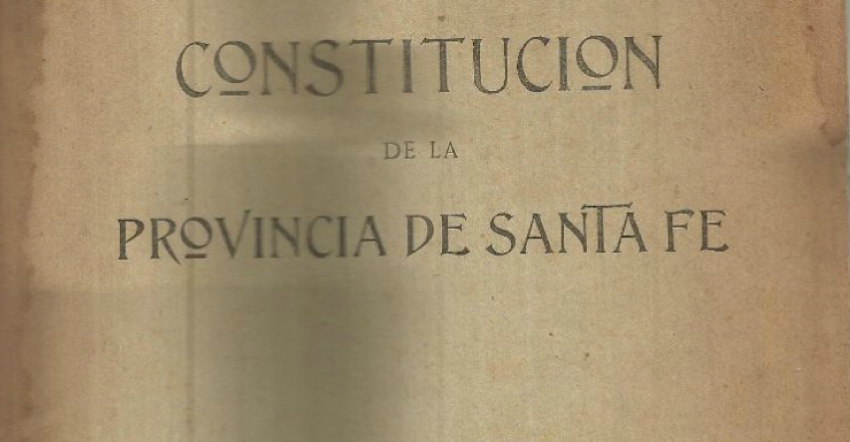 CONSTITUCION
DE LA
PROVINCIA DE SANTA FE